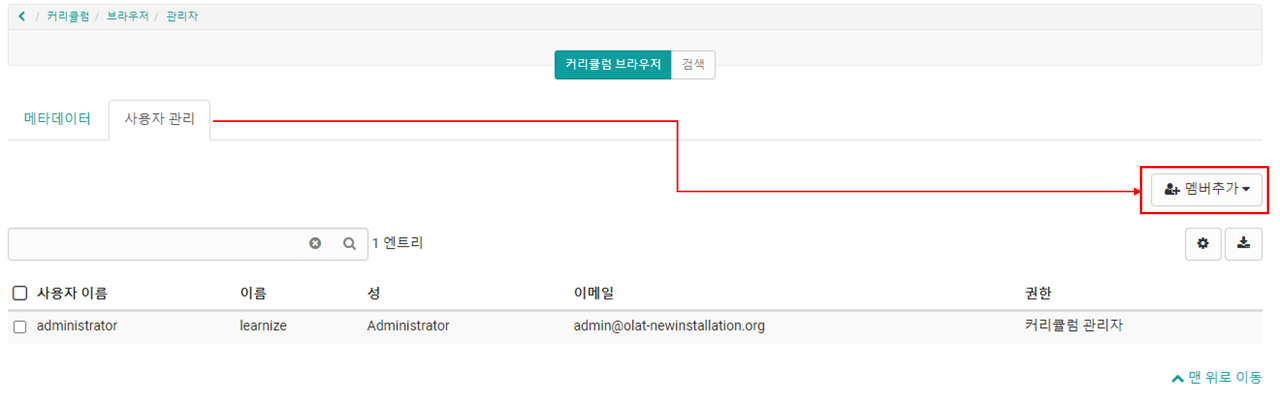 / 커리큘럼 / 브라우저 / 관리자
커리큘럼 브라우저 검색
메타데이터 사용자 관리
멤버추가
1 엔트리
사용자 이름 이름 성 이메일 권한
administrator learnize Administrator admin@olat-newinstallation.org 커리큘럼 관리자
맨 위로 이동